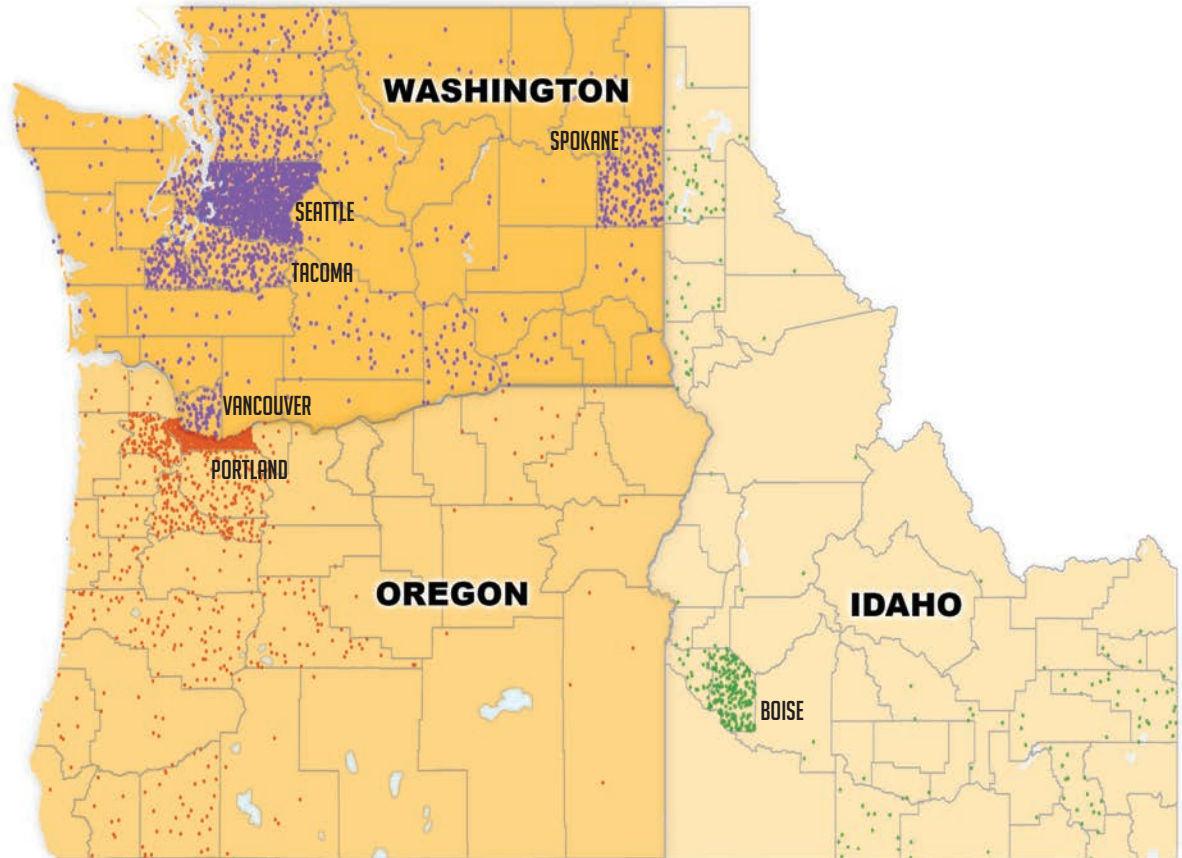 WASHINGTON
SPOKANE
SEATTLE
TACOMA
VANCOUVER
PORTLAND
OREGON
IDAHO
BOISE